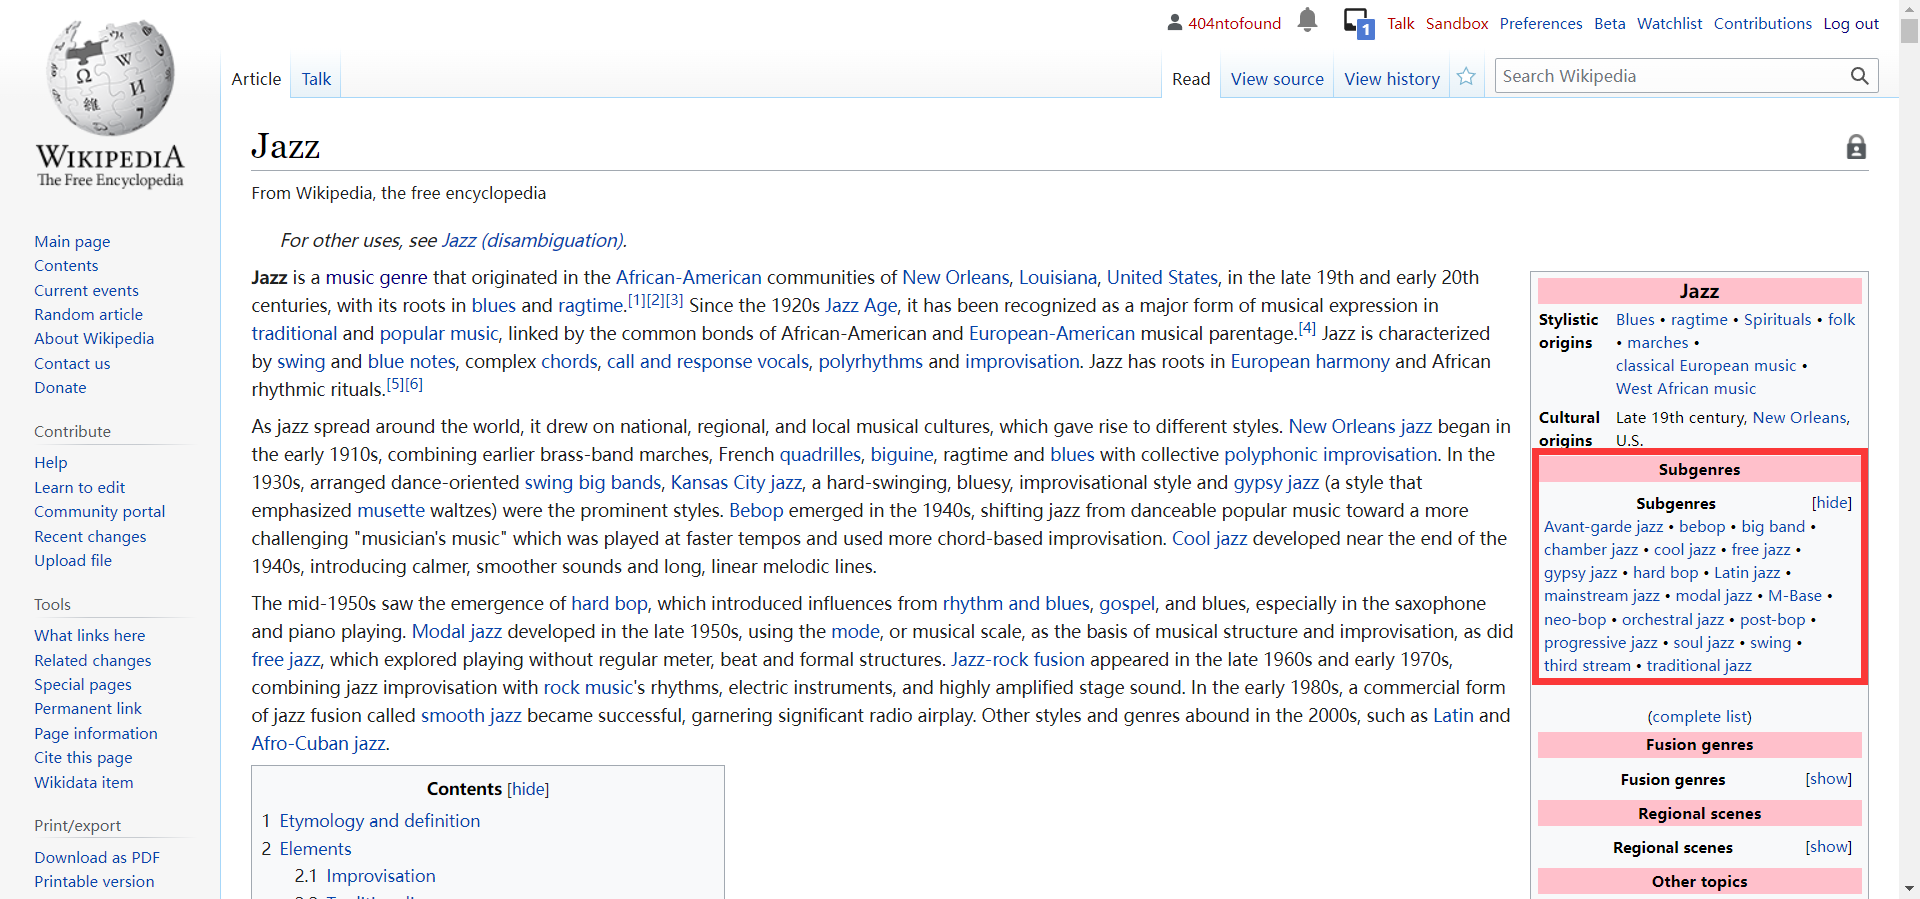 404ntofound
1
Talk Sandbox Preferences Beta Watchlist Contributions Log out
Article Talk
Read View source View history
Search Wikipedia
WIKIPEDIA
The Free Encyclopedia
Main page
Contents
Current events
Random article
About Wikipedia
Contact us
Donate
Contribute
Help
Learn to edit
Community portal
Recent changes
Upload file
Tools
What links here
Related changes
Special pages
Permanent link
Page information
Cite this page
Wikidata item
Print/export
Download as PDF
Printable version
Jazz
From Wikipedia, the free encyclopedia
For other uses, see Jazz (disambiguation).
Jazz is a music genre that originated in the African-American communities of New Orleans, Louisiana, United States, in the late 19th and early 20th
centuries, with its roots in blues and ragtime.[1][2][3] Since the 1920s Jazz Age, it has been recognized as a major form of musical expression in
traditional and popular music, linked by the common bonds of African-American and European-American musical parentage.[4] Jazz is characterized
by swing and blue notes, complex chords, call and response vocals, polyrhythms and improvisation. Jazz has roots in European harmony and African
rhythmic rituals.[5][6]
As jazz spread around the world, it drew on national, regional, and local musical cultures, which gave rise to different styles. New Orleans jazz began in
the early 1910s, combining earlier brass-band marches, French quadrilles, biguine, ragtime and blues with collective polyphonic improvisation. In the
1930s, arranged dance-oriented swing big bands, Kansas City jazz, a hard-swinging, bluesy, improvisational style and gypsy jazz (a style that
emphasized musette waltzes) were the prominent styles. Bebop emerged in the 1940s, shifting jazz from danceable popular music toward a more
challenging "musician's music" which was played at faster tempos and used more chord-based improvisation. Cool jazz developed near the end of the
1940s, introducing calmer, smoother sounds and long, linear melodic lines.
The mid-1950s saw the emergence of hard bop, which introduced influences from rhythm and blues, gospel, and blues, especially in the saxophone
and piano playing. Modal jazz developed in the late 1950s, using the mode, or musical scale, as the basis of musical structure and improvisation, as did
free jazz, which explored playing without regular meter, beat and formal structures. Jazz-rock fusion appeared in the late 1960s and early 1970s,
combining jazz improvisation with rock music's rhythms, electric instruments, and highly amplified stage sound. In the early 1980s, a commercial form
of jazz fusion called smooth jazz became successful, garnering significant radio airplay. Other styles and genres abound in the 2000s, such as Latin and
Afro-Cuban jazz.
Contents [hide]
1 Etymology and definition
2 Elements
2.1 Improvisation
Jazz
Stylistic origins
Blues • ragtime • Spirituals • folk
• marches •
classical European music •
West African music
Cultural origins
Late 19th century, New Orleans,
U.S.
Subgenres
Subgenres [hide]
Avant-garde jazz • bebop • big band •
chamber jazz • cool jazz • free jazz •
gypsy jazz • hard bop • Latin jazz •
mainstream jazz • modal jazz • M-Base •
neo-bop • orchestral jazz • post-bop •
progressive jazz • soul jazz • swing •
third stream • traditional jazz
(complete list)
Fusion genres
Fusion genres [show]
Regional scenes
Regional scenes [show]
Other topics